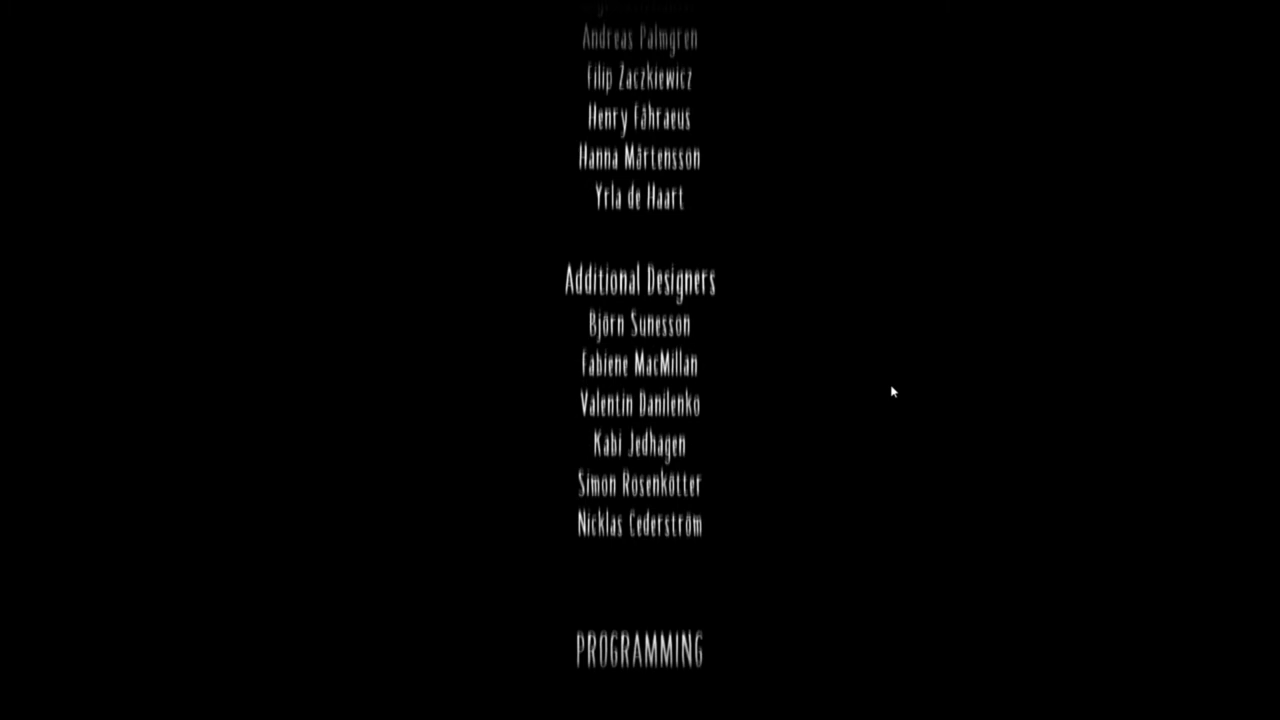 Andreas Palmgren
Filip Zaczkiewicz
Henry Fåhraeus
Hanna Mårtensson
Yrla de Haart
Additional Designers
Björn Sunesson
Fabiene MacMillan
Valentin Danilenko
Kabi Jedhagen
Simon Rosenkötter
Nicklas Cederström
PROGRAMMING